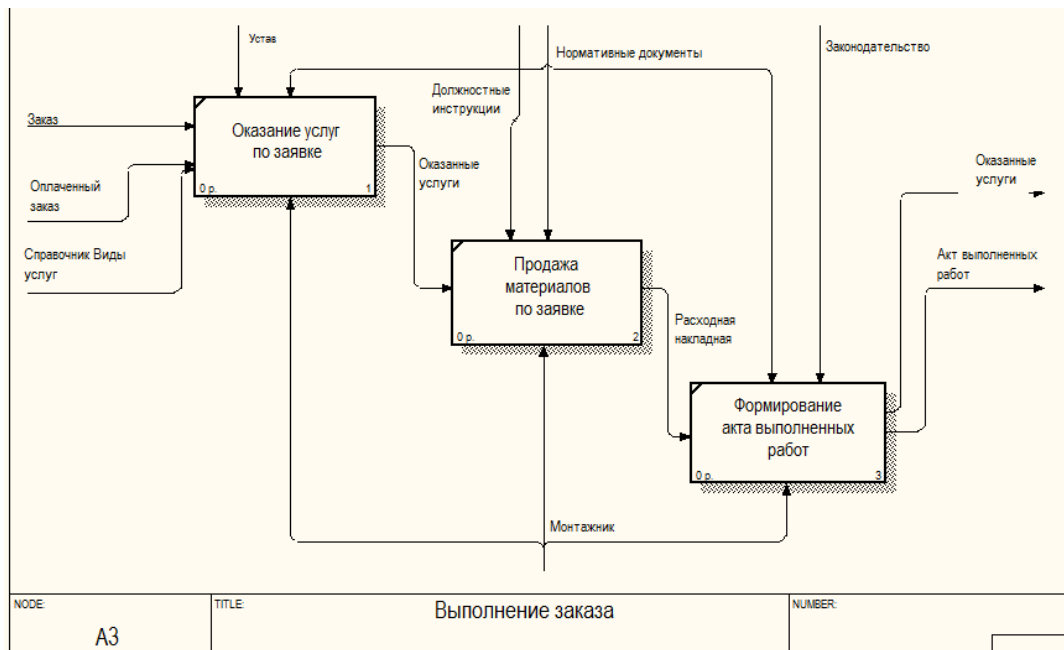 Устав
Нормативные документы
Законодательство
Должностные
инструкции
Заказ
Оказание услуг
по заявке
0 р.
1
Оказанные
услуги
Оказанные
услуги
Оплаченный
заказ
Справочник Виды
услуг
Продажа
материалов
по заявке
0 р.
2
Акт выполненных
работ
Расходная
накладная
Формирование
акта выполненных
работ
0 р.
3
Монтажник
NODE:
A3
TITLE:
Выполнение заказа
NUMBER: